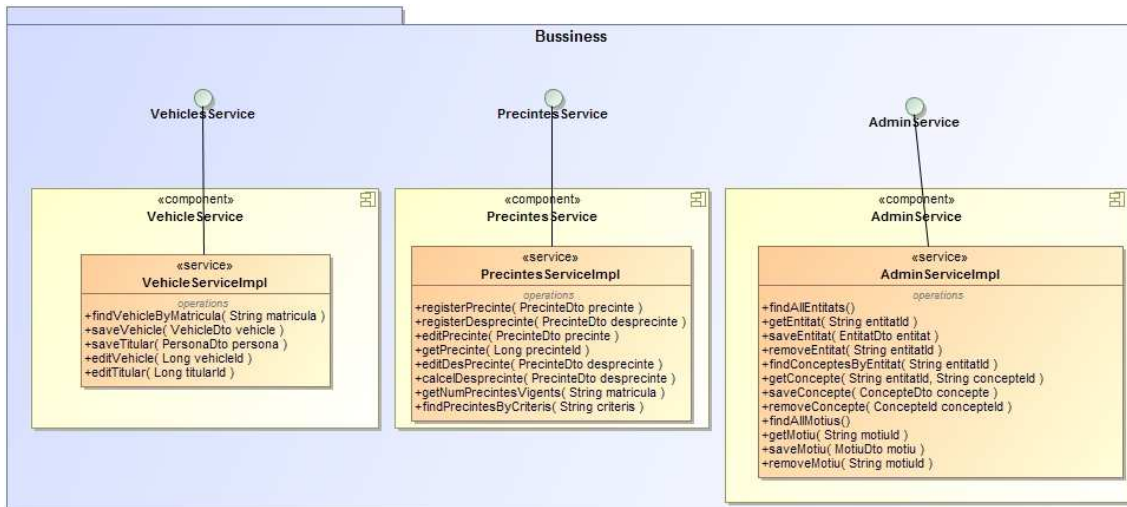 Bussiness
VehiclesService
PrecintesService
AdminService
«component»
VehicleService
«service»
VehicleServiceImpl
operations
+findVehicleByMatricula( String matricula )
+saveVehicle( VehicleDto vehicle )
+saveTitular( PersonaDto persona )
+editVehicle( Long vehicleId )
+editTitular( Long titularId )
«component»
PrecintesService
«service»
PrecintesServiceImpl
operations
+registerPrecinte( PrecinteDto precinte )
+registerDesprecinte( PrecinteDto desprecinte )
+editPrecinte( PrecinteDto precinte )
+getPrecinte( Long precinteId )
+editDesPrecinte( PrecinteDto desprecinte )
+calcelDesprecinte( PrecinteDto desprecinte )
+getNumPrecintesVigents( String matricula )
+findPrecintesByCriteris( String criteris )
«component»
AdminService
«service»
AdminServiceImpl
operations
+findAllEntitats()
+getEntitat( String entitatId )
+saveEntitat( EntitatDto entitat )
+removeEntitat( String entitatId )
+findConceptesByEntitat( String entitatId )
+getConcepte( String entitatId, String concepteId )
+saveConcepte( ConcepteDto concepte )
+removeConcepte( ConcepteId concepteId )
+findAllMotius()
+getMotiu( String motiuId )
+saveMotiu( MotiuDto motiu )
+removeMotiu( String motiuId )